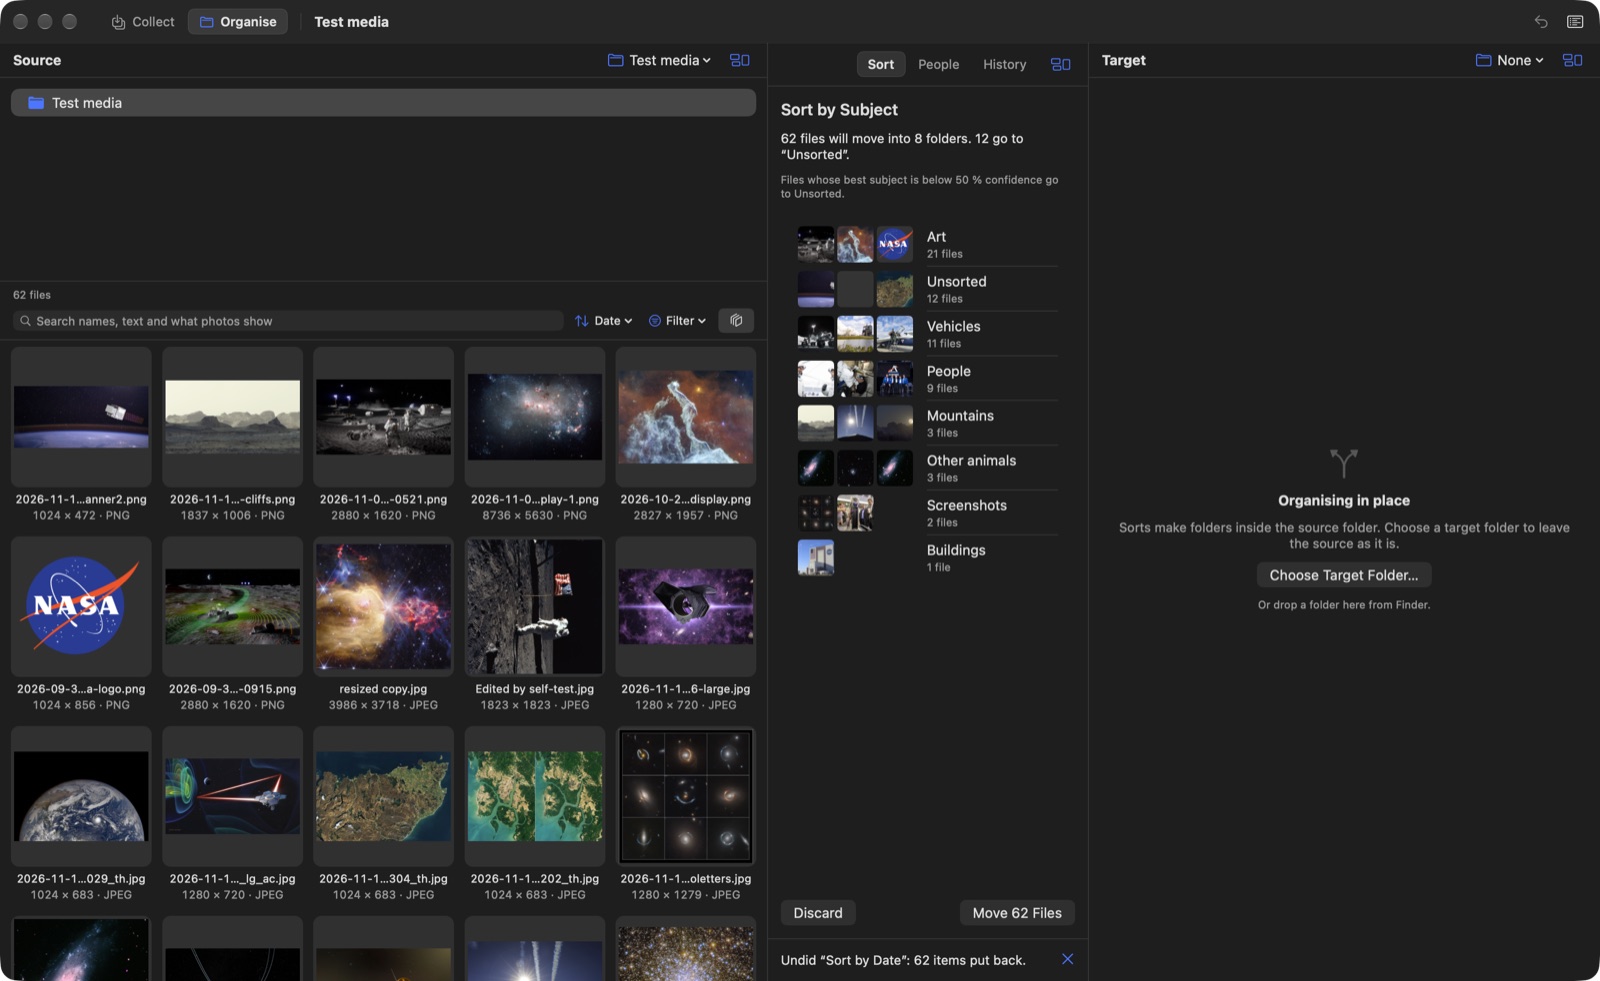 Collect
Organise
Test media
Source
Test media
Test media
62 files
Search names, text and what photos show
Date
Filter
2026-11-1...anner2.png
1024 × 472 · PNG
2026-11-1...-cliffs.png
1837 × 1006 · PNG
2026-11-0...-0521.png
2880 × 1620 · PNG
2026-11-0...play-1.png
8736 × 5630 · PNG
2026-10-2...display.png
2827 × 1957 · PNG
NASA
2026-09-3...a-logo.png
1024 × 856 · PNG
2026-09-3...-0915.png
2880 × 1620 · PNG
resized copy.jpg
3986 × 3718 · JPEG
Edited by self-test.jpg
1823 × 1823 · JPEG
2026-11-1...6-large.jpg
1280 × 720 · JPEG
2026-11-1...029_th.jpg
1024 × 683 · JPEG
2026-11-1..._lg_ac.jpg
1280 × 720 · JPEG
2026-11-1...304_th.jpg
1024 × 683 · JPEG
2026-11-1...202_th.jpg
1024 × 683 · JPEG
2026-11-1...oletters.jpg
1280 × 1279 · JPEG
Sort
People
History
Sort by Subject
62 files will move into 8 folders. 12 go to
“Unsorted”.
Files whose best subject is below 50 % confidence go
to Unsorted.
NASA
Art
21 files
Unsorted
12 files
Vehicles
11 files
People
9 files
Mountains
3 files
Other animals
3 files
Screenshots
2 files
Buildings
1 file
Discard
Move 62 Files
Undid “Sort by Date”: 62 items put back.
Target
None
Organising in place
Sorts make folders inside the source folder. Choose a target folder to leave
the source as it is.
Choose Target Folder...
Or drop a folder here from Finder.